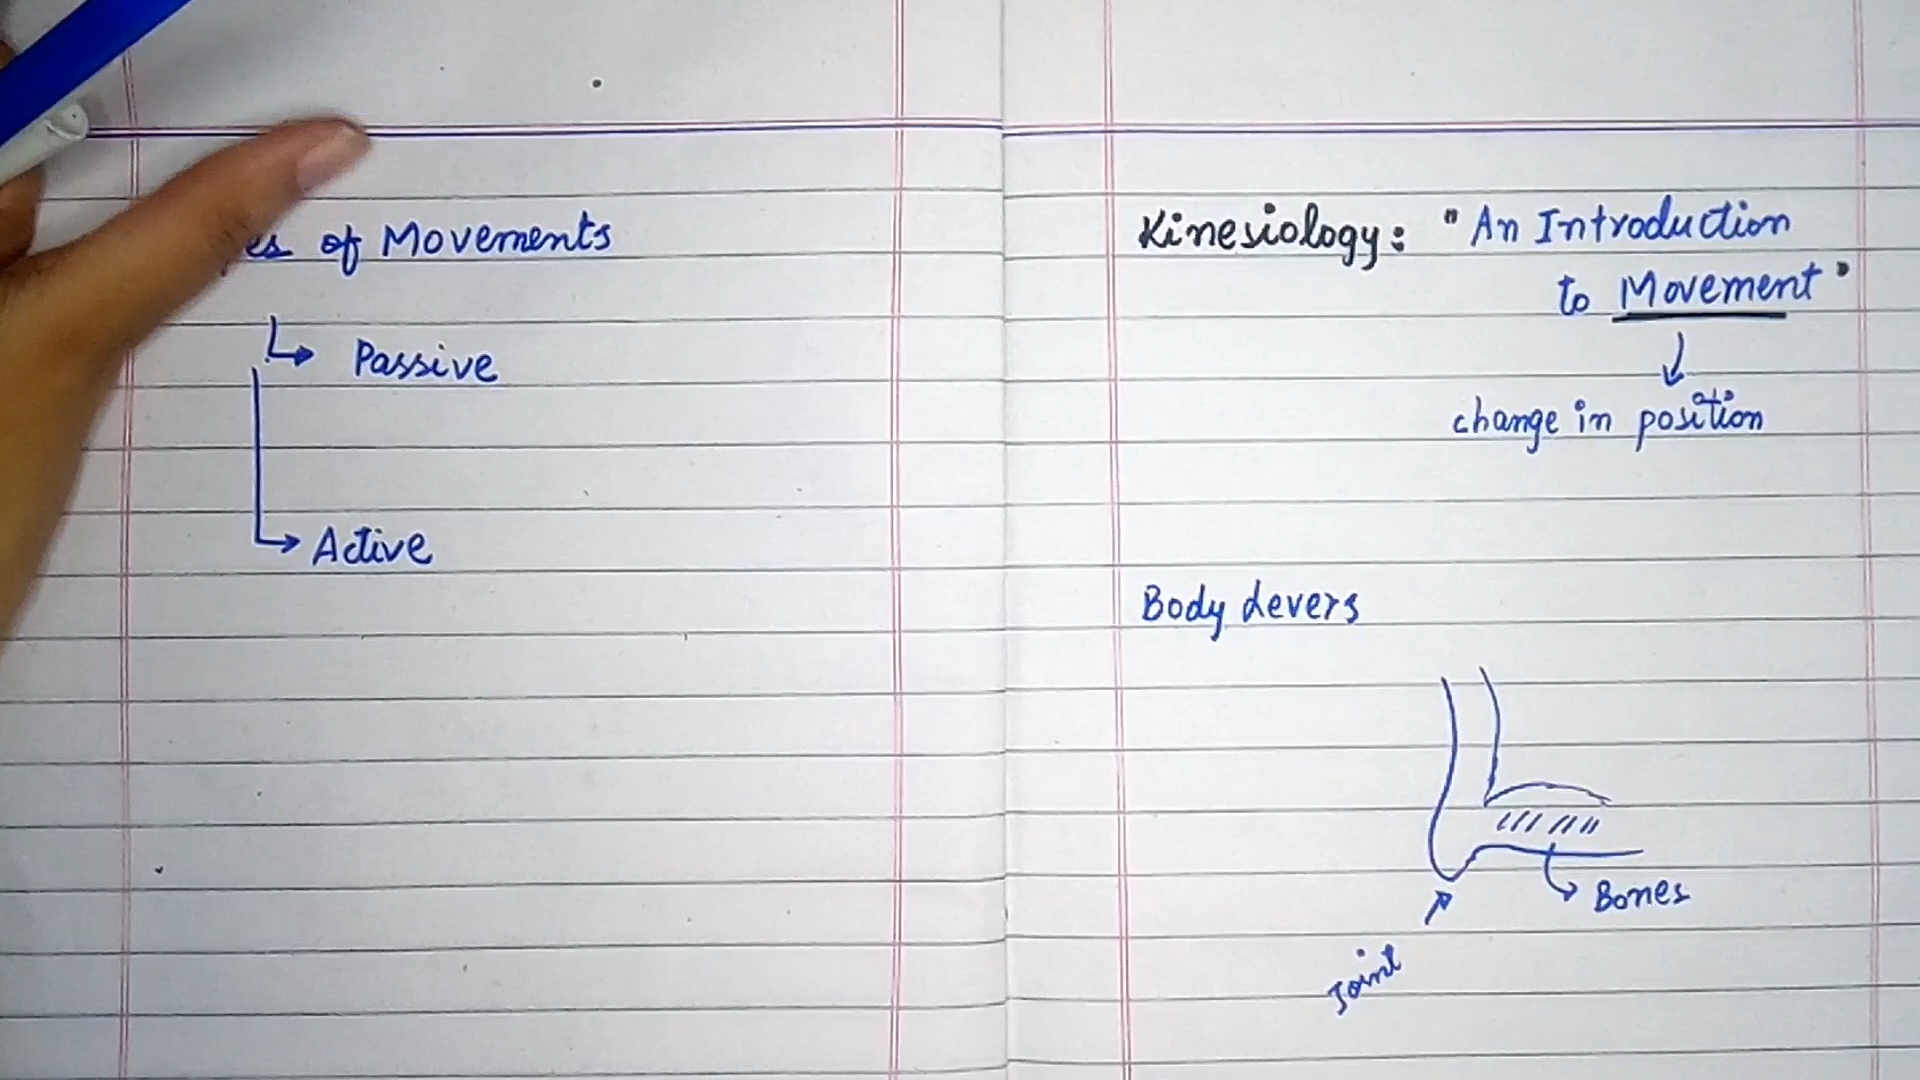 of Movements
Passive
Active
Kinesiology: "An Introduction
to Movement"
change in position
Body Levers
Bones
Joint